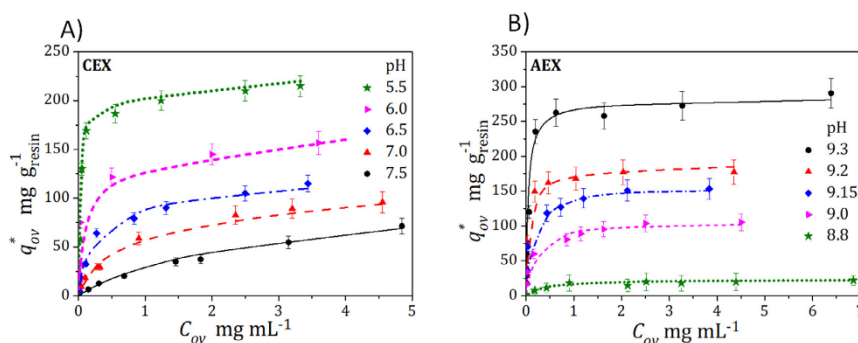 A)
CEX
pH
5.5
6.0
6.5
7.0
7.5
250
200
150
100
50
0
q*ov mg g-1resin
0 1 2 3 4 5
Cov mg mL-1
B)
AEX
pH
9.3
9.2
9.15
9.0
8.8
350
300
250
200
150
100
50
0
q*ov mg g-1resin
0 1 2 3 4 5 6 7
Cov mg mL-1